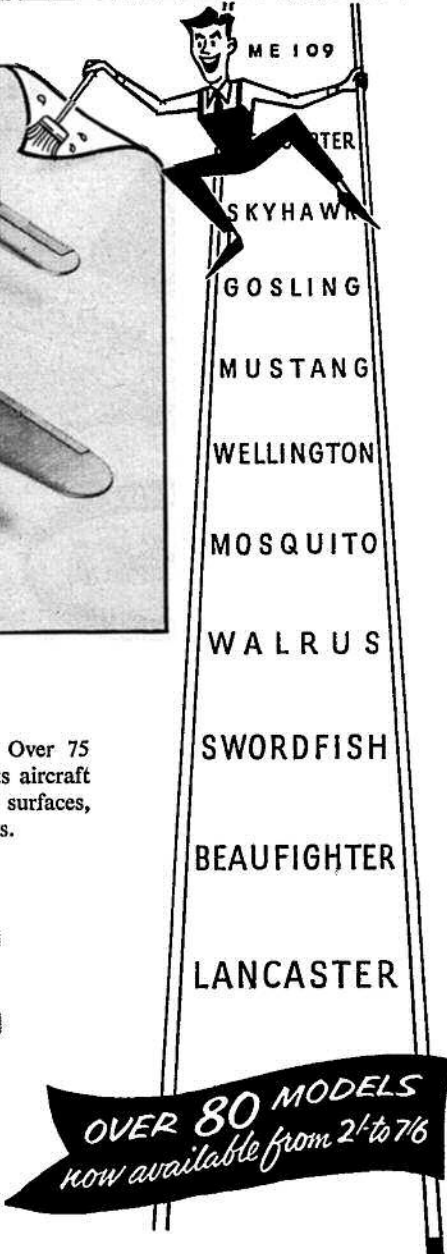 ME 109
SKYHAWK
GOSLING
MUSTANG
WELLINGTON
MOSQUITO
WALRUS
SWORDFISH
BEAUFIGHTER
LANCASTER
Over 75
aircraft
surfaces,
OVER 80 MODELS
now available from 2/-to 7/6